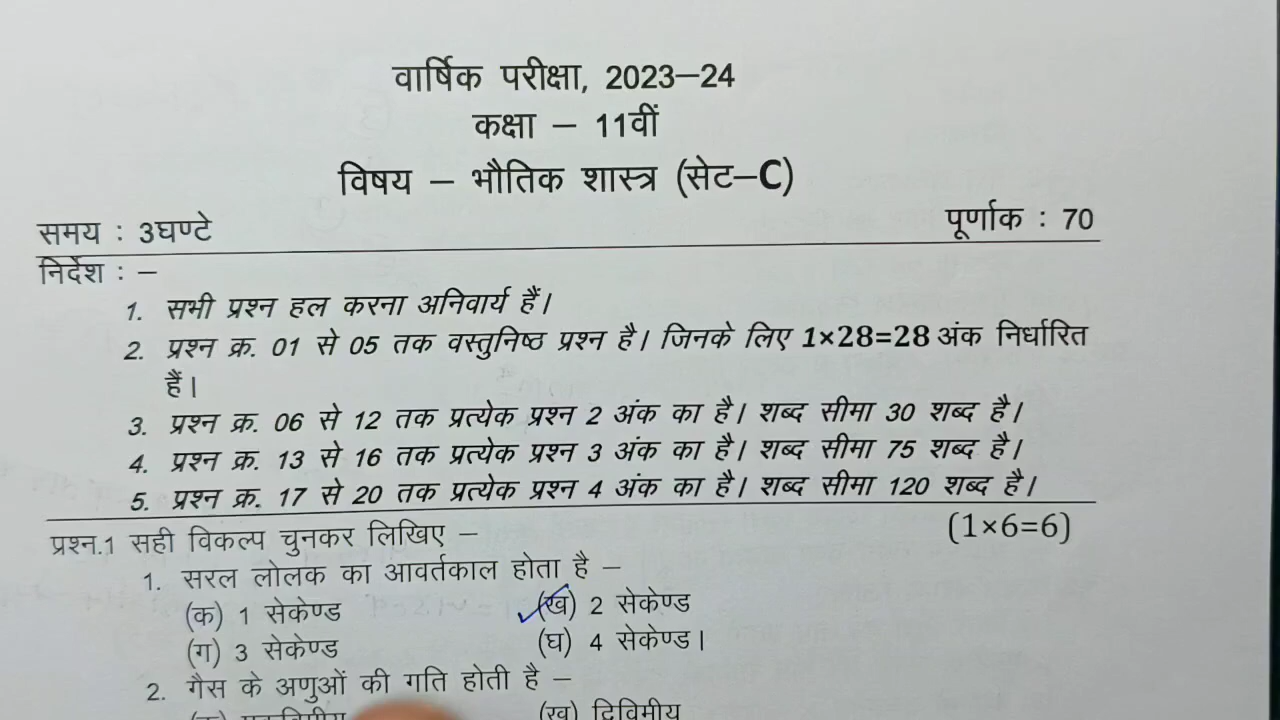 वार्षिक परीक्षा, 2023–24
कक्षा – 11वीं
विषय – भौतिक शास्त्र (सेट–C)
समय : 3घण्टे पूर्णाक : 70
निर्देश : –
1. सभी प्रश्न हल करना अनिवार्य हैं।
2. प्रश्न क्र. 01 से 05 तक वस्तुनिष्ठ प्रश्न है। जिनके लिए 1×28=28 अंक निर्धारित
हैं।
3. प्रश्न क्र. 06 से 12 तक प्रत्येक प्रश्न 2 अंक का है। शब्द सीमा 30 शब्द है।
4. प्रश्न क्र. 13 से 16 तक प्रत्येक प्रश्न 3 अंक का है। शब्द सीमा 75 शब्द है।
5. प्रश्न क्र. 17 से 20 तक प्रत्येक प्रश्न 4 अंक का है। शब्द सीमा 120 शब्द है।
प्रश्न.1 सही विकल्प चुनकर लिखिए – (1×6=6)
1. सरल लोलक का आवर्तकाल होता है –
(क) 1 सेकेण्ड (ख) 2 सेकेण्ड
(ग) 3 सेकेण्ड (घ) 4 सेकेण्ड।
2. गैस के अणुओं की गति होती है –
(ख) द्विविमीय